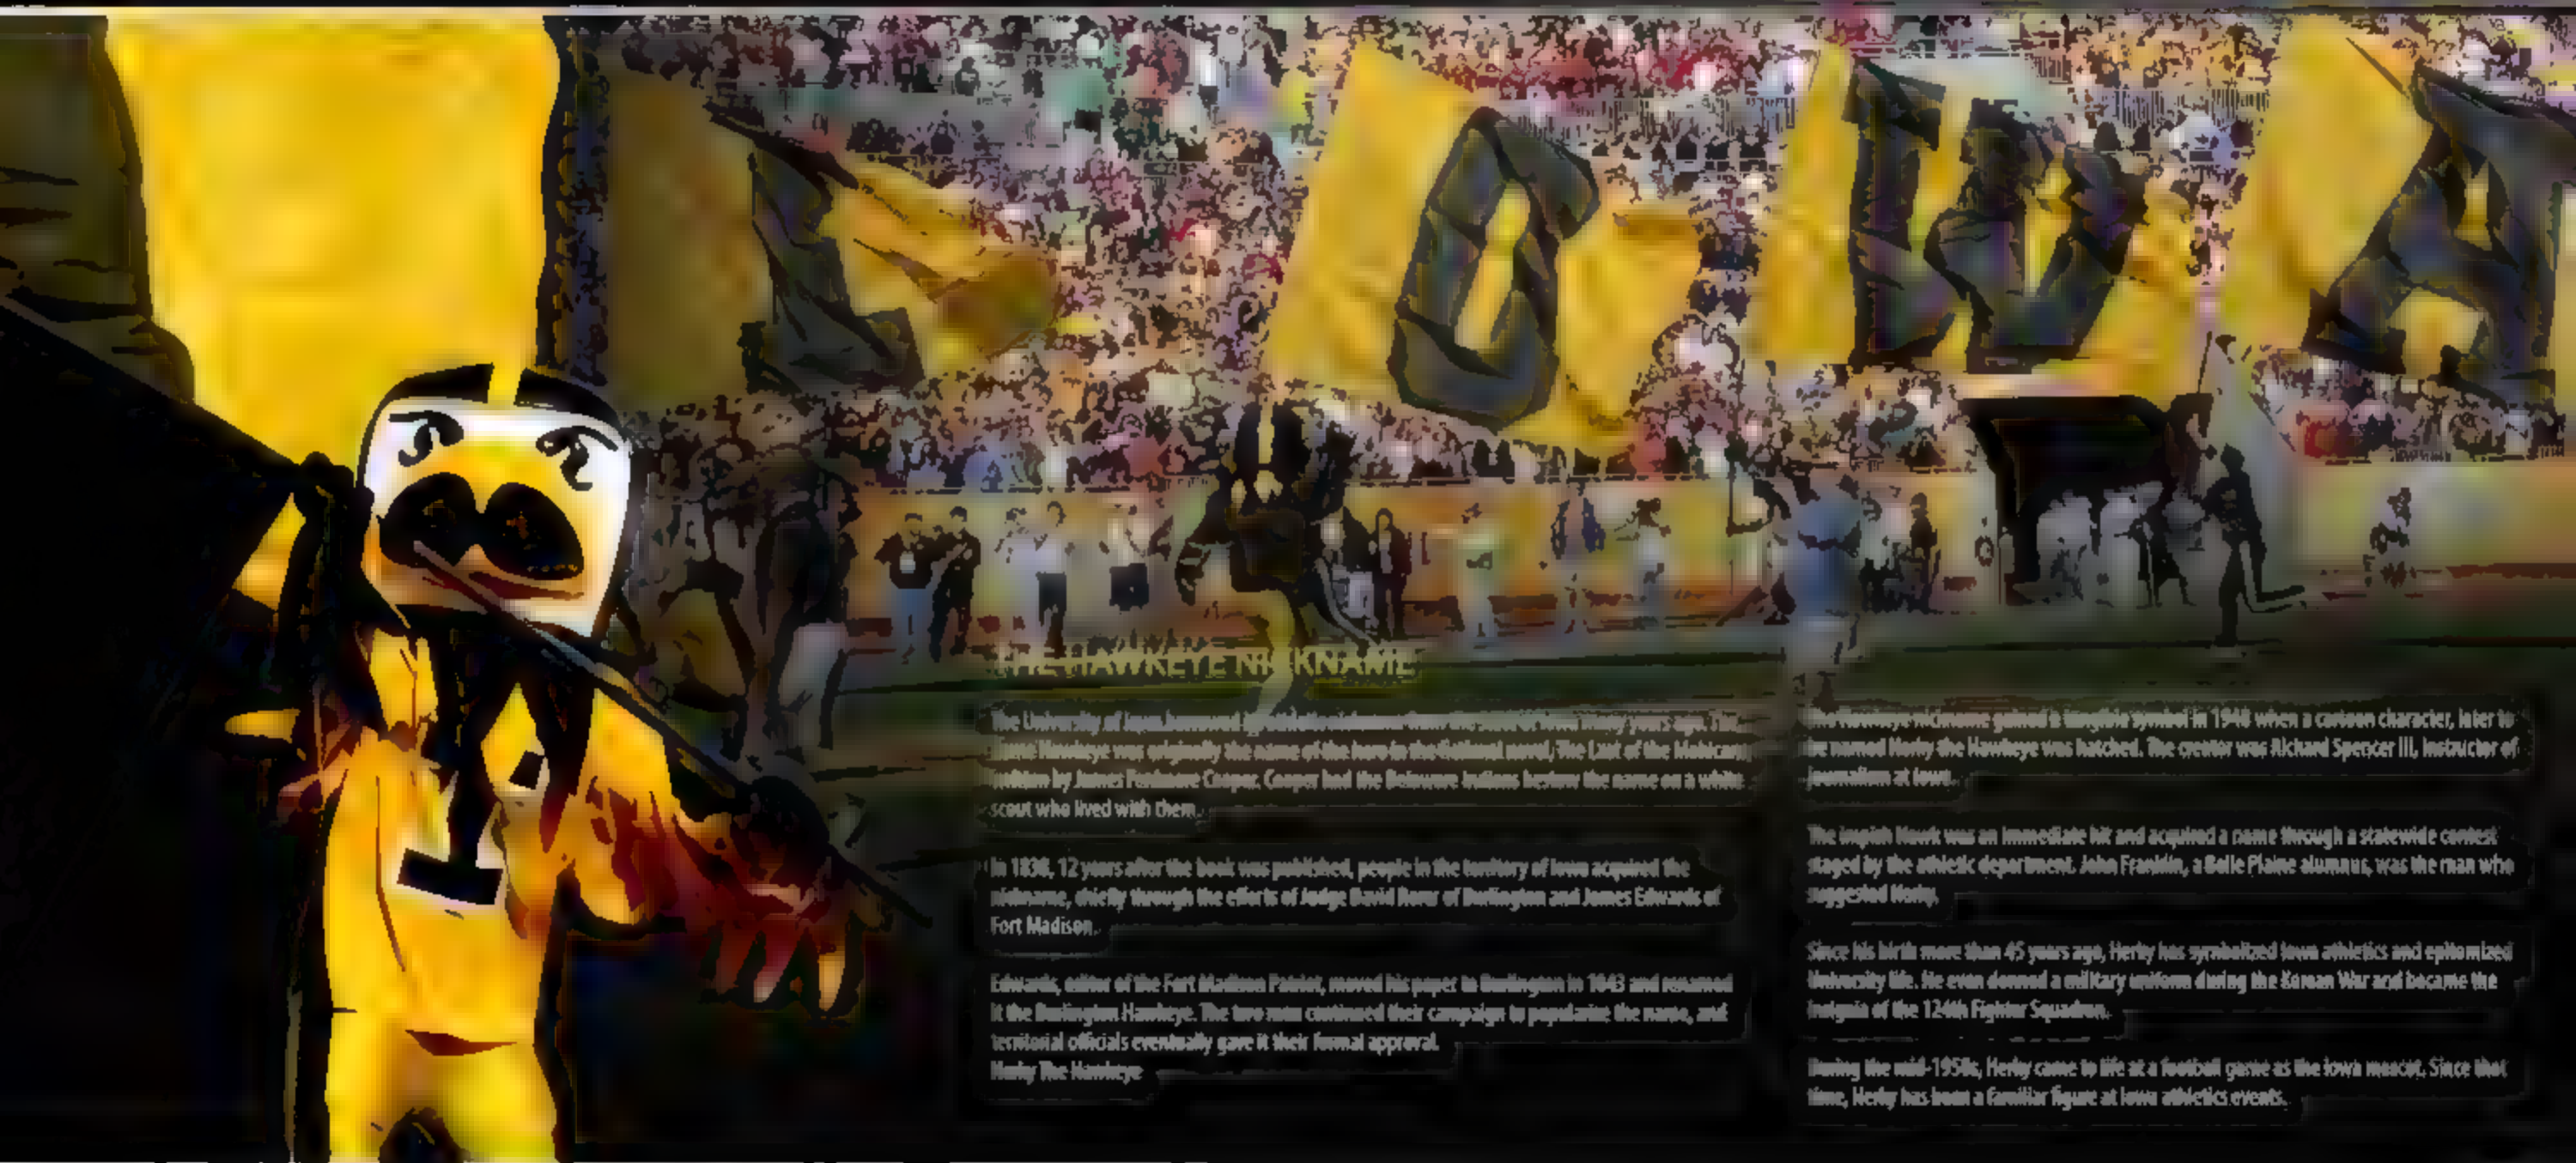 I O W A
THE HAWKEYE NICKNAME
The University of Iowa borrowed its athletic nickname from the state of Iowa many years ago. The
name Hawkeye was originally the name of the hero in the fictional novel, The Last of the Mohicans
written by James Fenimore Cooper. Cooper had the Delaware Indians bestow the name on a white
scout who lived with them.
In 1838, 12 years after the book was published, people in the territory of Iowa acquired the
nickname, chiefly through the efforts of Judge David Rorer of Burlington and James Edwards of
Fort Madison.
Edwards, editor of the Fort Madison Patriot, moved his paper to Burlington in 1843 and renamed
it the Burlington Hawkeye. The two men continued their campaign to popularize the name, and
territorial officials eventually gave it their formal approval.
Herky The Hawkeye
The Hawkeye nickname gained a tangible symbol in 1948 when a cartoon character, later to
be named Herky the Hawkeye was hatched. The creator was Richard Spencer III, instructor of
journalism at Iowa.
The impish Hawk was an immediate hit and acquired a name through a statewide contest
staged by the athletic department. John Franklin, a Belle Plaine alumnus, was the man who
suggested Herky.
Since his birth more than 45 years ago, Herky has symbolized Iowa athletics and epitomized
University life. He even donned a military uniform during the Korean War and became the
insignia of the 124th Fighter Squadron.
During the mid-1950s, Herky came to life at a football game as the Iowa mascot. Since that
time, Herky has been a familiar figure at Iowa athletics events.